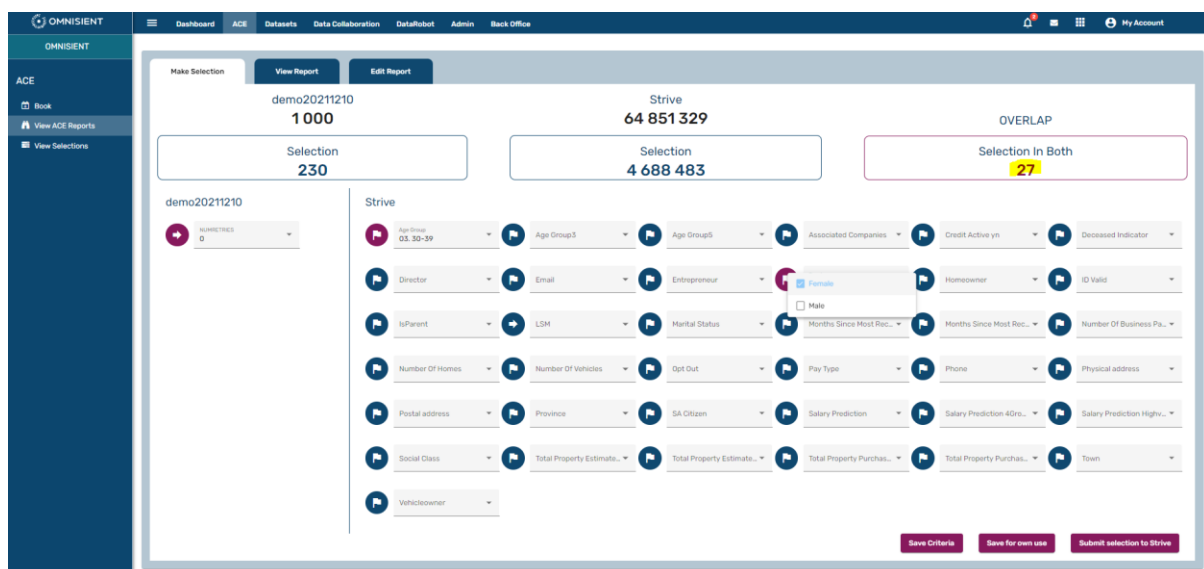 OMNISIENT
Dashboard ACE Datasets Data Collaboration DataRobot Admin Back Office
My Account
OMNISIENT
ACE
Book
View ACE Reports
View Selections
Make Selection View Report Edit Report
demo20211210 Strive
1 000 64 851 329 OVERLAP
Selection Selection Selection In Both
230 4 688 483 27
demo20211210 Strive
NUMRETRIES Age Group
0 03. 30-39 Age Group3 Age Group5 Associated Companies Credit Active yn Deceased Indicator
Director Email Entrepreneur Female Homeowner ID Valid
Male
IsParent LSM Marital Status Months Since Most Rec... Months Since Most Rec... Number Of Business Pa...
Number Of Homes Number Of Vehicles Opt Out Pay Type Phone Physical address
Postal address Province SA Citizen Salary Prediction Salary Prediction 4Gro... Salary Prediction Highv...
Social Class Total Property Estimate... Total Property Estimate... Total Property Purchas... Total Property Purchas... Town
Vehicleowner
Save Criteria Save for own use Submit selection to Strive